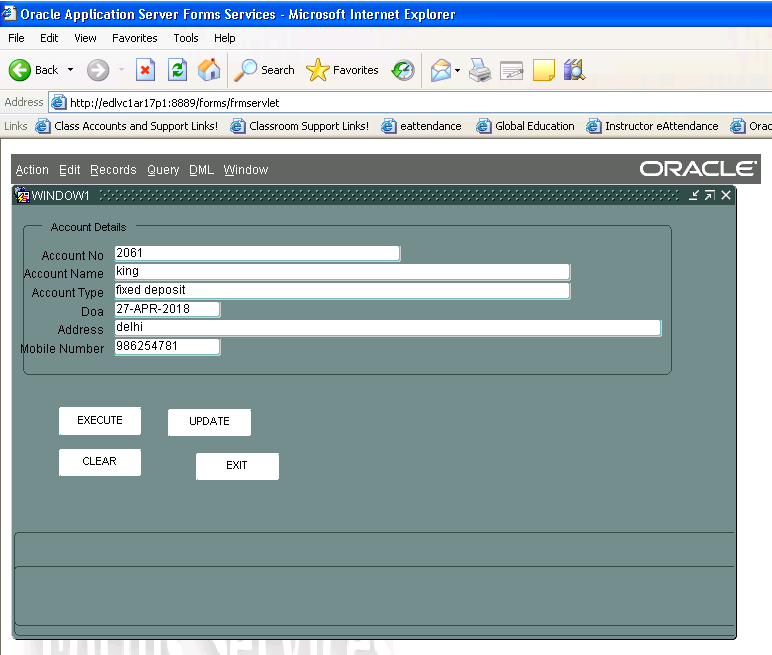 Oracle Application Server Forms Services - Microsoft Internet Explorer
File Edit View Favorites Tools Help
Back Search Favorites
Address http://edlvc1ar17p1:8889/forms/frmservlet
Links Class Accounts and Support Links! Classroom Support Links! eattendance Global Education Instructor eAttendance Orac
Action Edit Records Query DML Window ORACLE
WINDOW1
Account Details
Account No 2061
Account Name king
Account Type fixed deposit
Doa 27-APR-2018
Address delhi
Mobile Number 986254781
EXECUTE UPDATE
CLEAR EXIT